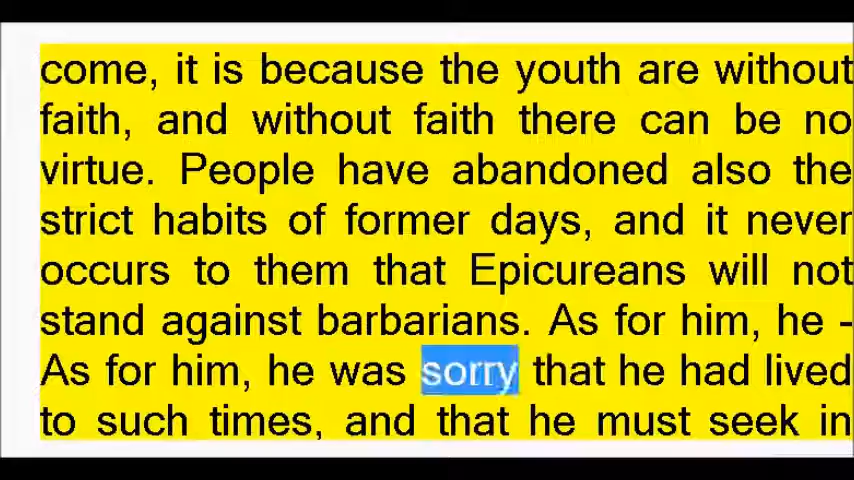 come, it is because the youth are without
faith, and without faith there can be no
virtue. People have abandoned also the
strict habits of former days, and it never
occurs to them that Epicureans will not
stand against barbarians. As for him, he -
As for him, he was sorry that he had lived
to such times, and that he must seek in